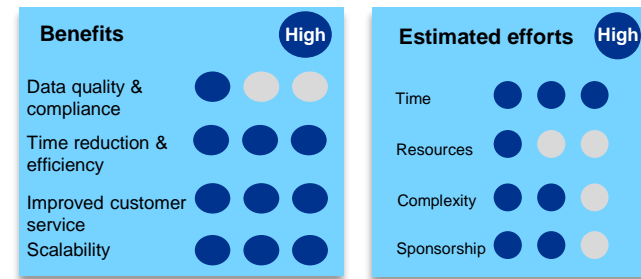 Benefits
High
Data quality &
compliance
Time reduction &
efficiency
Improved customer
service
Scalability
Estimated efforts
High
Time
Resources
Complexity
Sponsorship